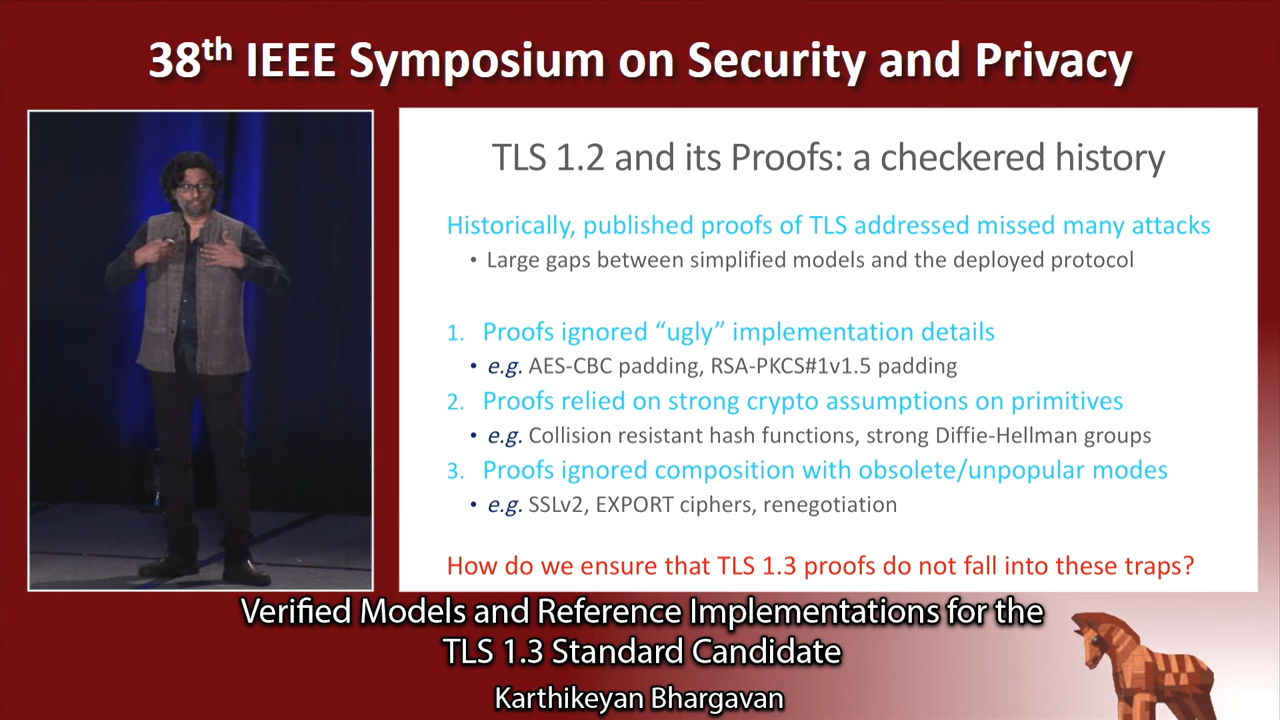 38th IEEE Symposium on Security and Privacy
TLS 1.2 and its Proofs: a checkered history
Historically, published proofs of TLS addressed missed many attacks
• Large gaps between simplified models and the deployed protocol
1. Proofs ignored “ugly” implementation details
• e.g. AES-CBC padding, RSA-PKCS#1v1.5 padding
2. Proofs relied on strong crypto assumptions on primitives
• e.g. Collision resistant hash functions, strong Diffie-Hellman groups
3. Proofs ignored composition with obsolete/unpopular modes
• e.g. SSLv2, EXPORT ciphers, renegotiation
How do we ensure that TLS 1.3 proofs do not fall into these traps?
Verified Models and Reference Implementations for the
TLS 1.3 Standard Candidate
Karthikeyan Bhargavan